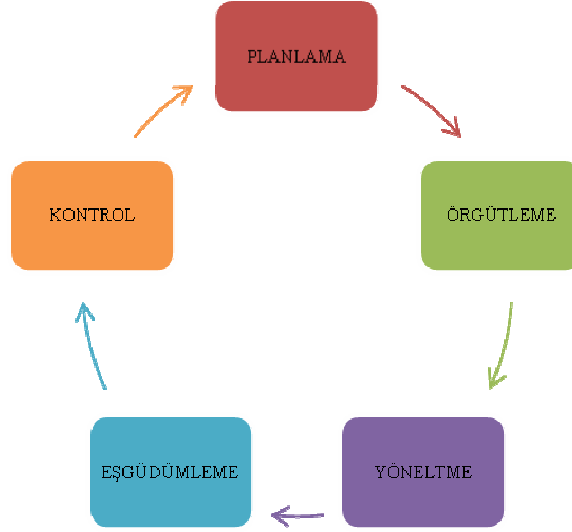 PLANLAMA
ÖRGÜTLEME
YÖNELTME
EŞGÜDÜMLEME
KONTROL